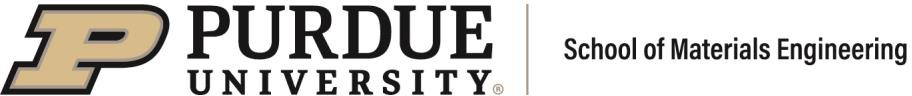 P
PURDUE
UNIVERSITY®
School of Materials Engineering